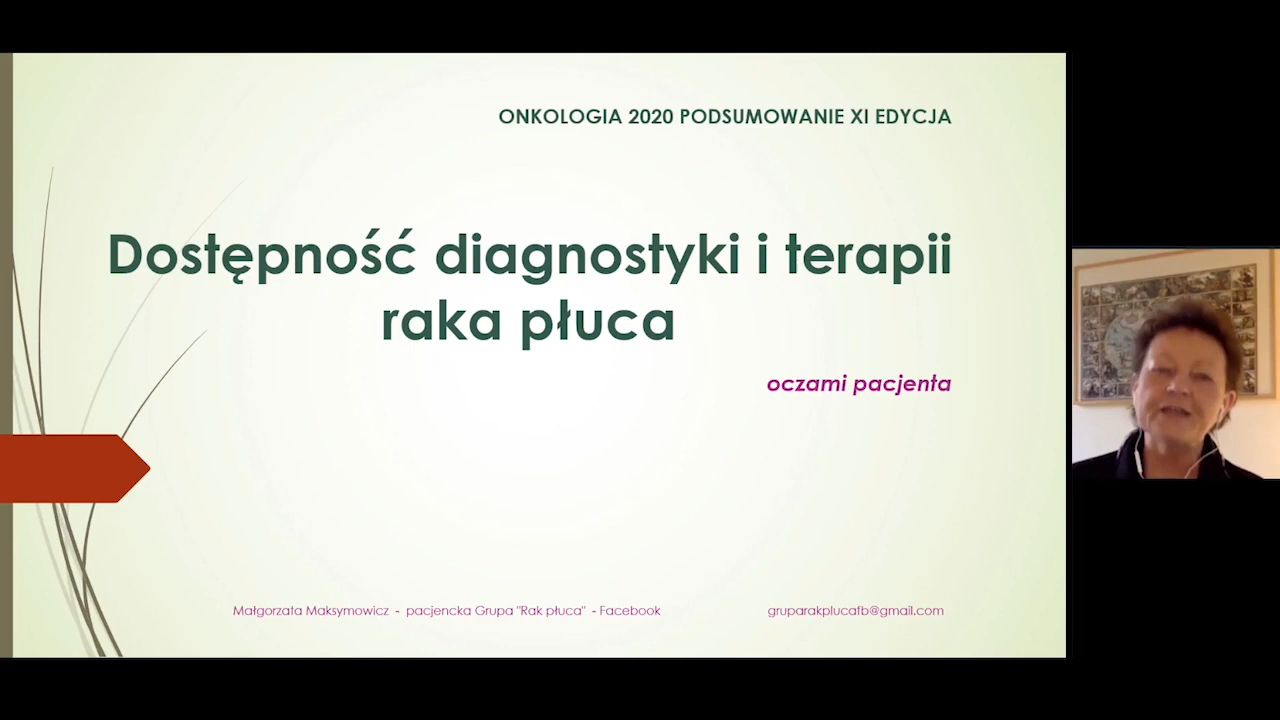 ONKOLOGIA 2020 PODSUMOWANIE XI EDYCJA
Dostępność diagnostyki i terapii
raka płuca
oczami pacjenta
Małgorzata Maksymowicz - pacjencka Grupa "Rak płuca" - Facebook
gruparakplucafb@gmail.com